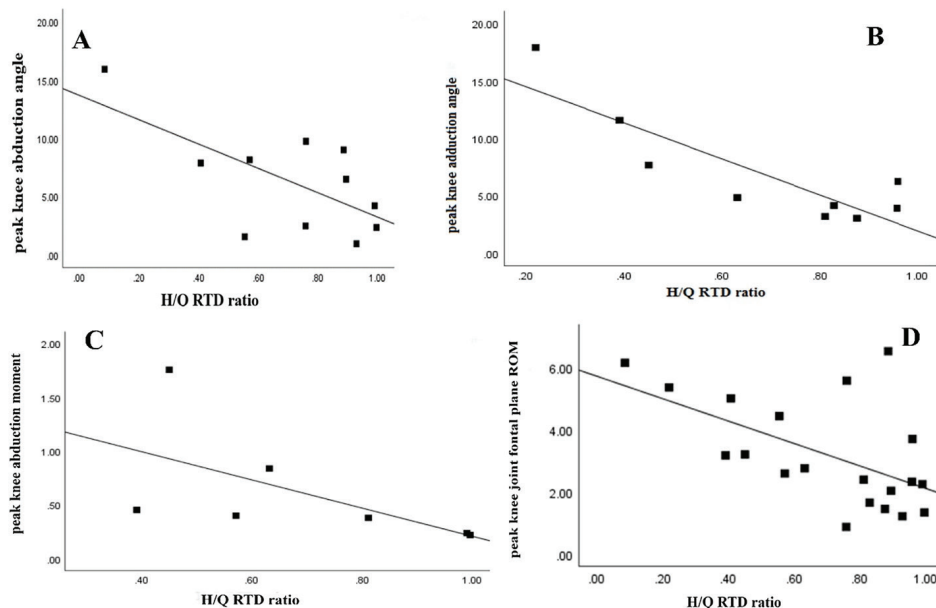 A
peak knee abduction angle
20.00
15.00
10.00
5.00
.00
.00 .20 .40 .60 .80 1.00
H/Q RTD ratio
B
peak knee adduction angle
20.00
15.00
10.00
5.00
.00
.20 .40 .60 .80 1.00
H/Q RTD ratio
C
peak knee abduction moment
2.00
1.50
1.00
.50
.00
.40 .60 .80 1.00
H/Q RTD ratio
D
peak knee joint fontal plane ROM
6.00
4.00
2.00
.00
.00 .20 .40 .60 .80 1.00
H/Q RTD ratio